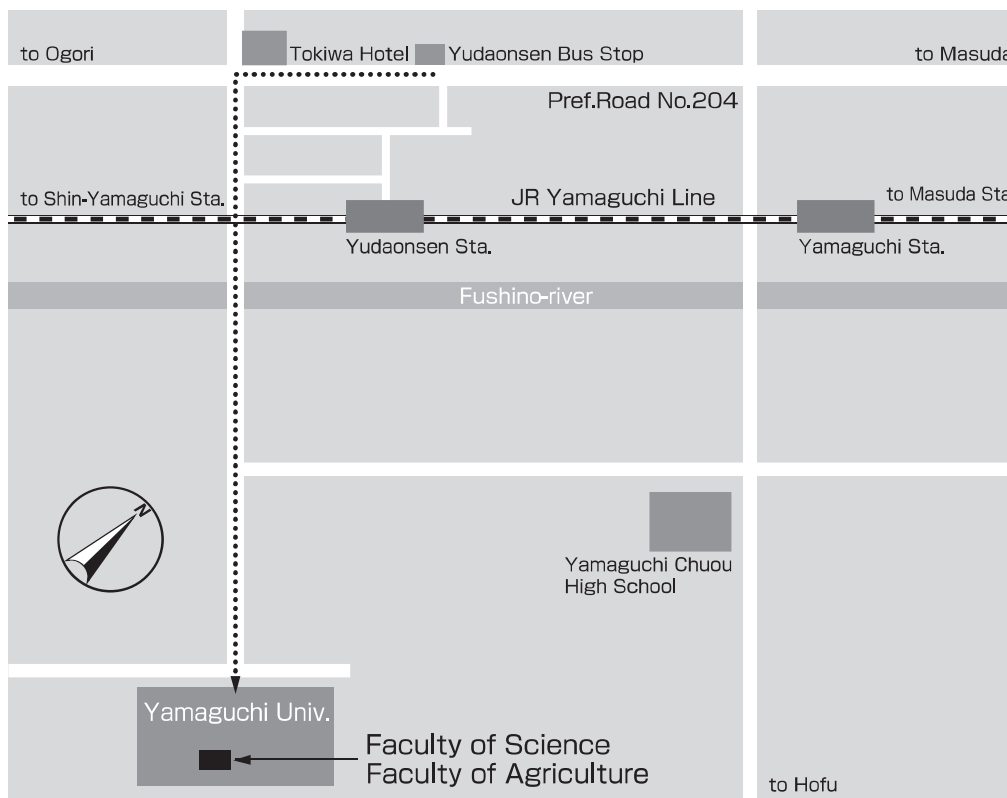 to Ogori
Tokiwa Hotel
Yudaonsen Bus Stop
to Masuda
Pref.Road No.204
to Shin-Yamaguchi Sta.
JR Yamaguchi Line
to Masuda Sta
Yudaonsen Sta.
Yamaguchi Sta.
Fushino-river
N
Yamaguchi Chuou
High School
Yamaguchi Univ.
Faculty of Science
Faculty of Agriculture
to Hofu